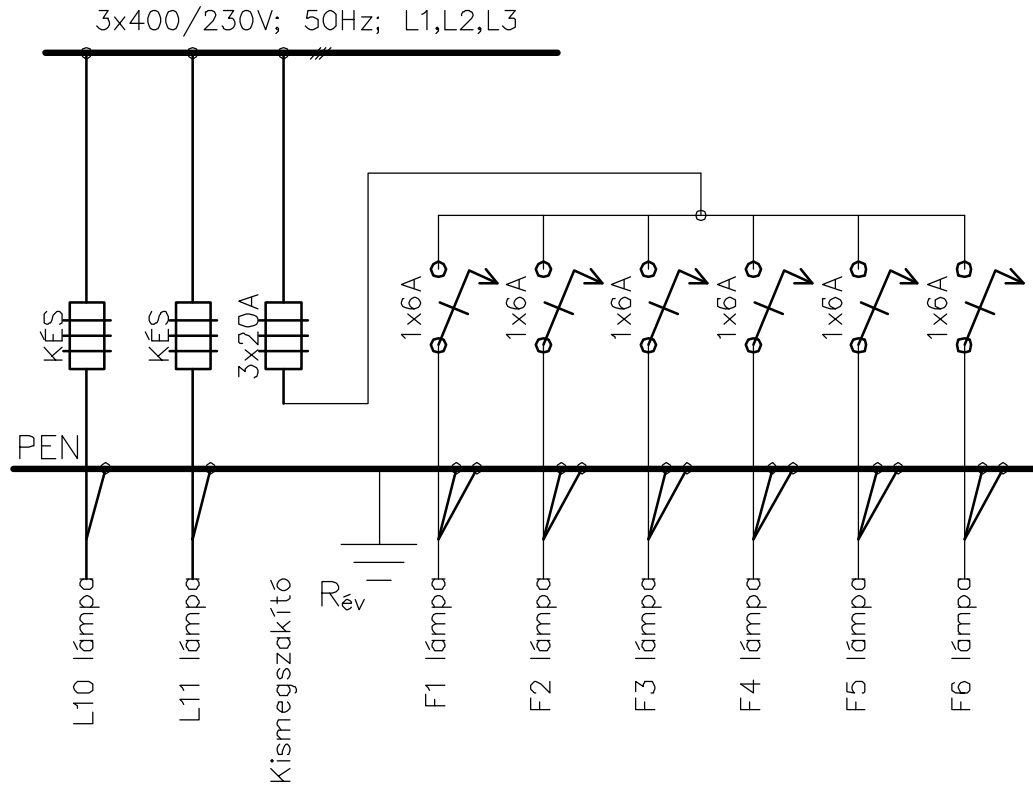 3x400/230V; 50Hz; L1,L2,L3
KÉS
KÉS
3x20A
1x6A
1x6A
1x6A
1x6A
1x6A
1x6A
PEN
Rév
L10 lámpa
L11 lámpa
Kismegszakító
F1 lámpa
F2 lámpa
F3 lámpa
F4 lámpa
F5 lámpa
F6 lámpa